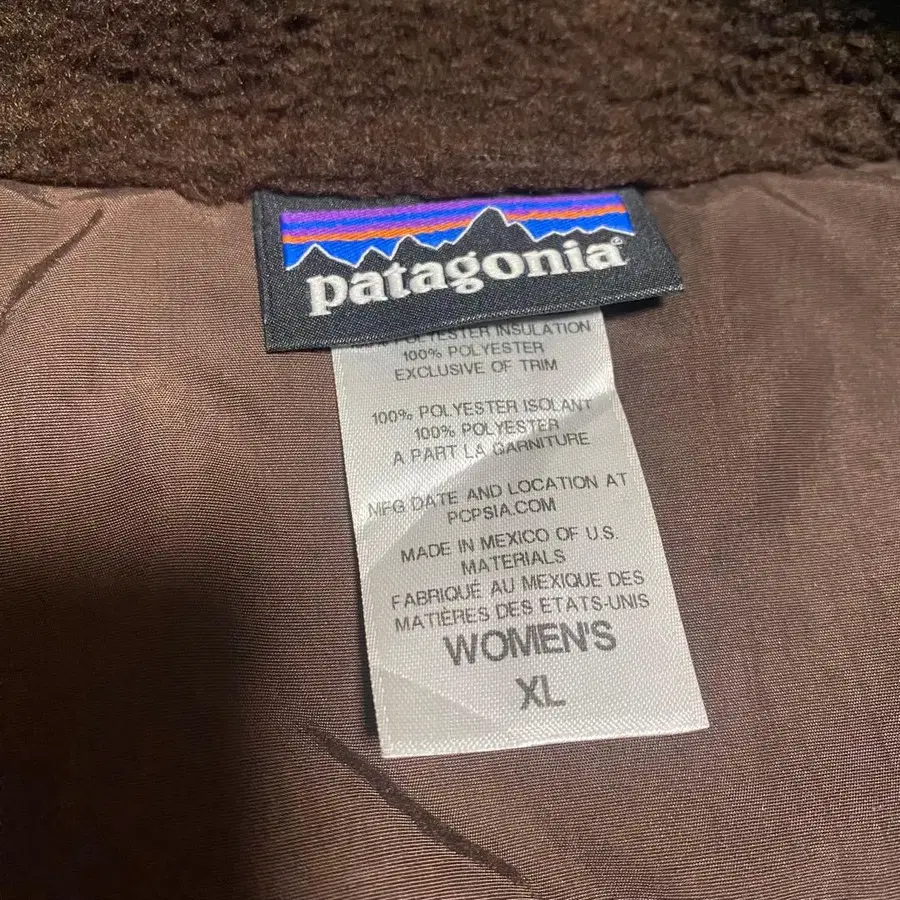 patagonia®
POLYESTER INSULATION
100% POLYESTER
EXCLUSIVE OF TRIM
100% POLYESTER ISOLANT
100% POLYESTER
A PART LA GARNITURE
MFG DATE AND LOCATION AT
PCPSIA.COM
MADE IN MEXICO OF U.S.
MATERIALS
FABRIQUÉ AU MEXIQUE DES
MATIÈRES DES ETATS-UNIS
WOMEN'S
XL